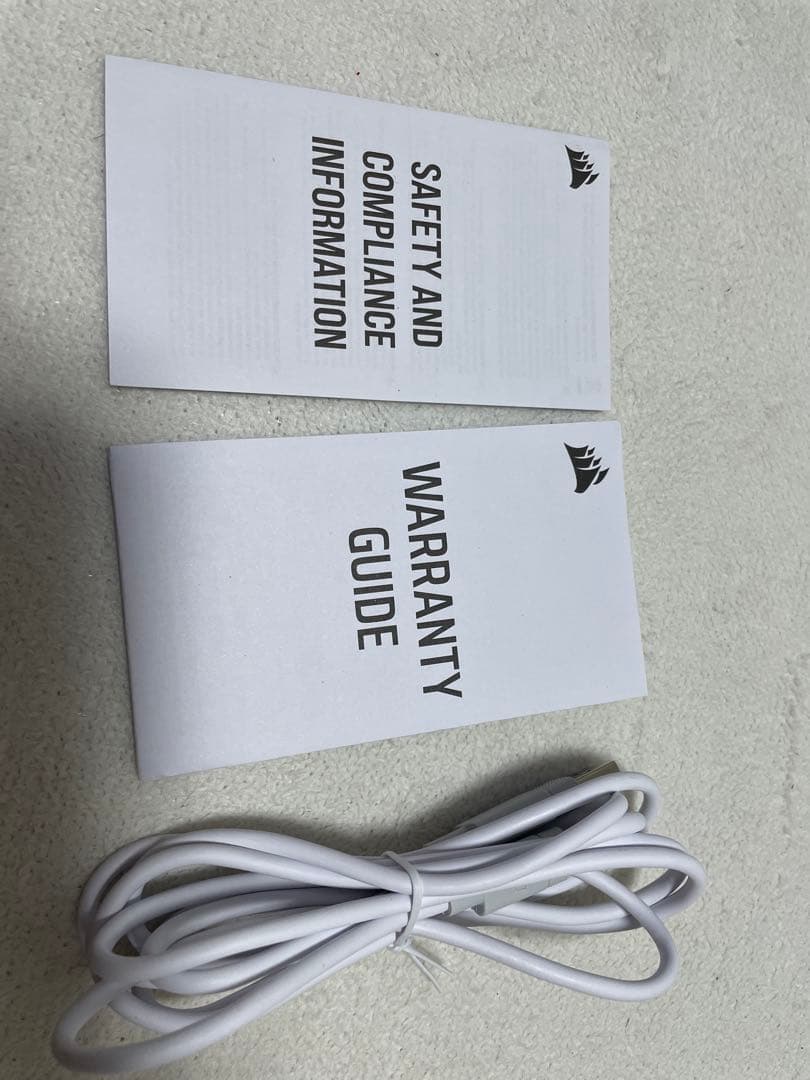 SAFETY AND
COMPLIANCE
INFORMATION
WARRANTY
GUIDE